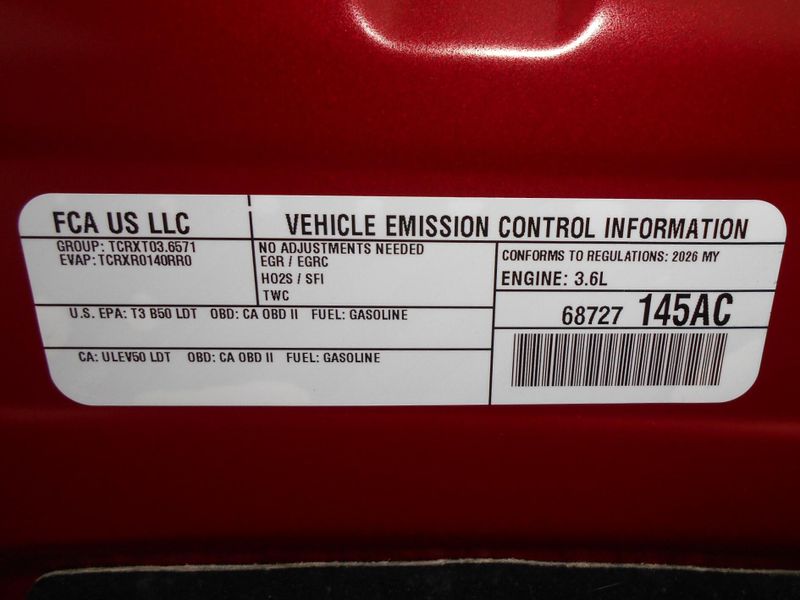 FCA US LLC
VEHICLE EMISSION CONTROL INFORMATION
GROUP: TCRXT03.6571
EVAP: TCRXR0140RR0
NO ADJUSTMENTS NEEDED
EGR / EGRC
HO2S / SFI
TWC
CONFORMS TO REGULATIONS: 2026 MY
ENGINE: 3.6L
U.S. EPA: T3 B50 LDT OBD: CA OBD II FUEL: GASOLINE
68727 145AC
CA: ULEV50 LDT OBD: CA OBD II FUEL: GASOLINE